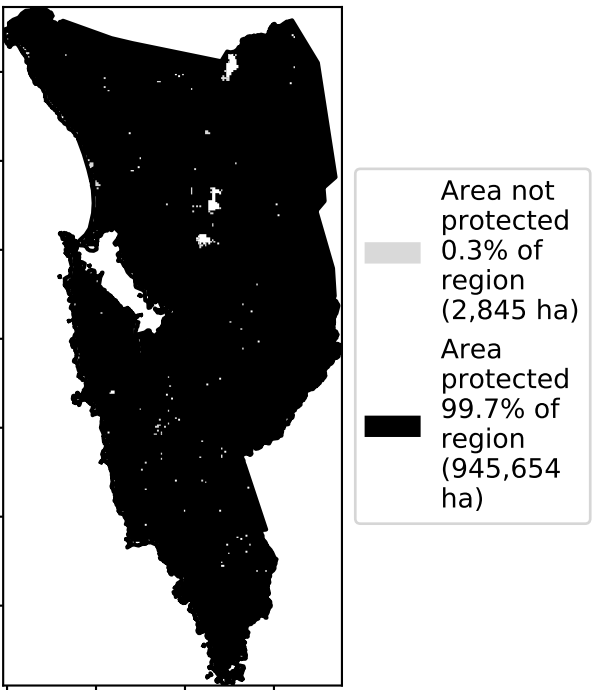 Area not
protected
0.3% of
region
(2,845 ha)
Area
protected
99.7% of
region
(945,654
ha)